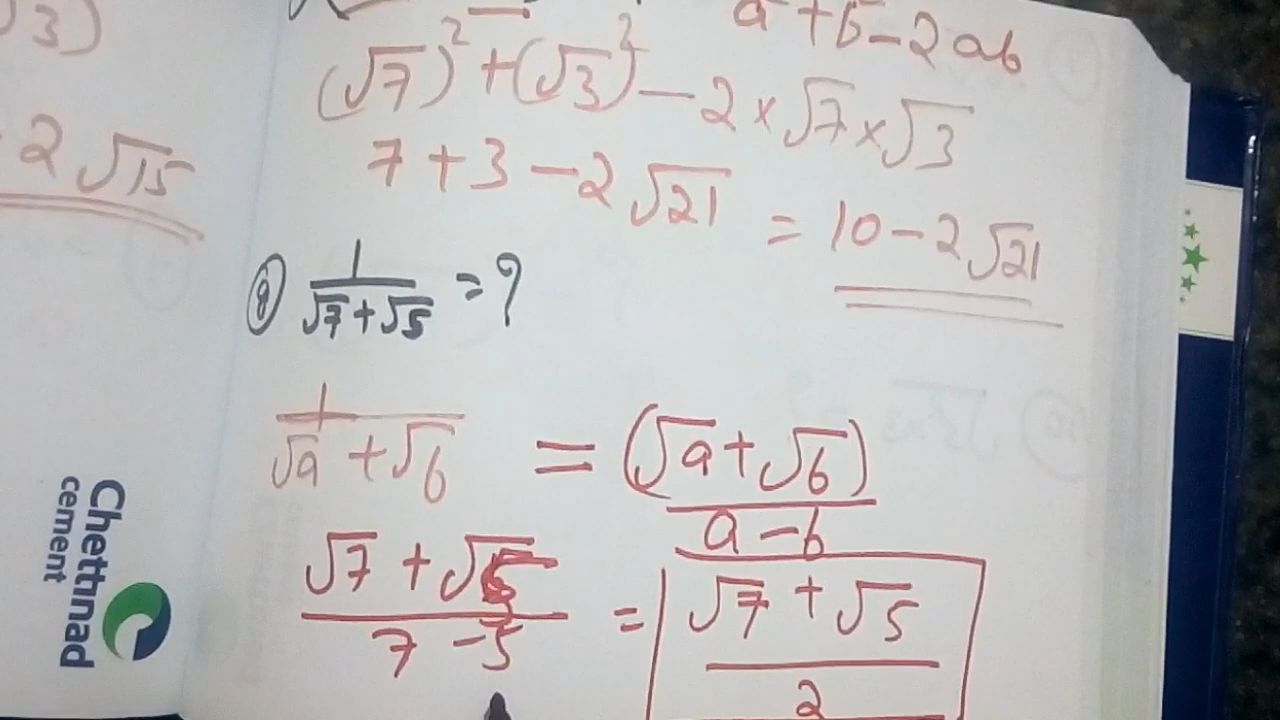 √3)
2√15
a²+b²-2ab
(√7)²+(√3)²-2×√7×√3
7+3-2√21 = 10-2√21
⑨ 1/(√7+√5) = ?
1/(√a+√b) = (√a+√b)/(a-b)
(√7+√5)/(7-5) = (√7+√5)/2
Chettinad
cement